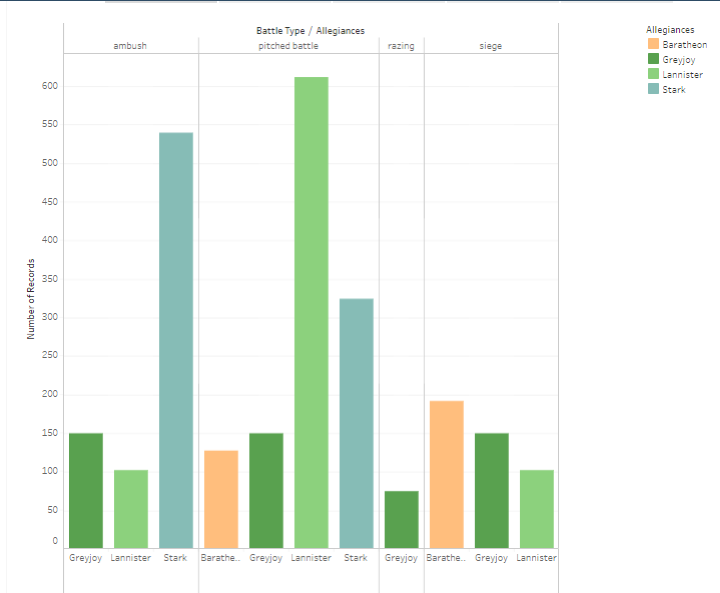 Battle Type / Allegiances
ambush pitched battle razing siege
Allegiances
Baratheon
Greyjoy
Lannister
Stark
Number of Records
600
550
500
450
400
350
300
250
200
150
100
50
0
Greyjoy Lannister Stark Barathe.. Greyjoy Lannister Stark Greyjoy Barathe.. Greyjoy Lannister